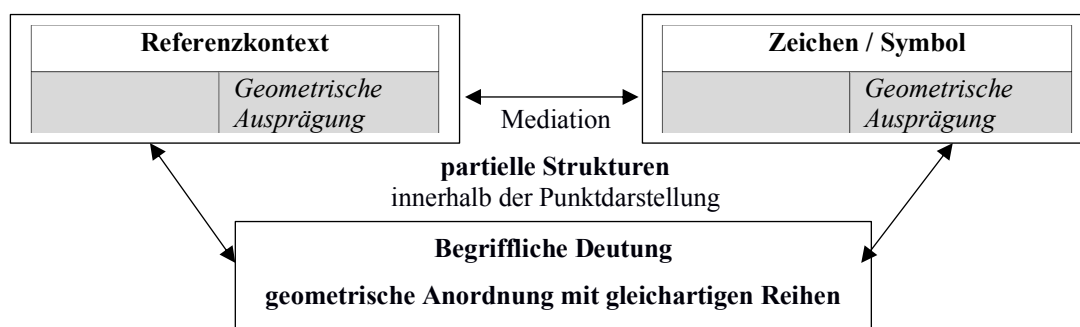 Referenzkontext
Geometrische
Ausprägung
Zeichen / Symbol
Geometrische
Ausprägung
Mediation
partielle Strukturen
innerhalb der Punktdarstellung
Begriffliche Deutung
geometrische Anordnung mit gleichartigen Reihen